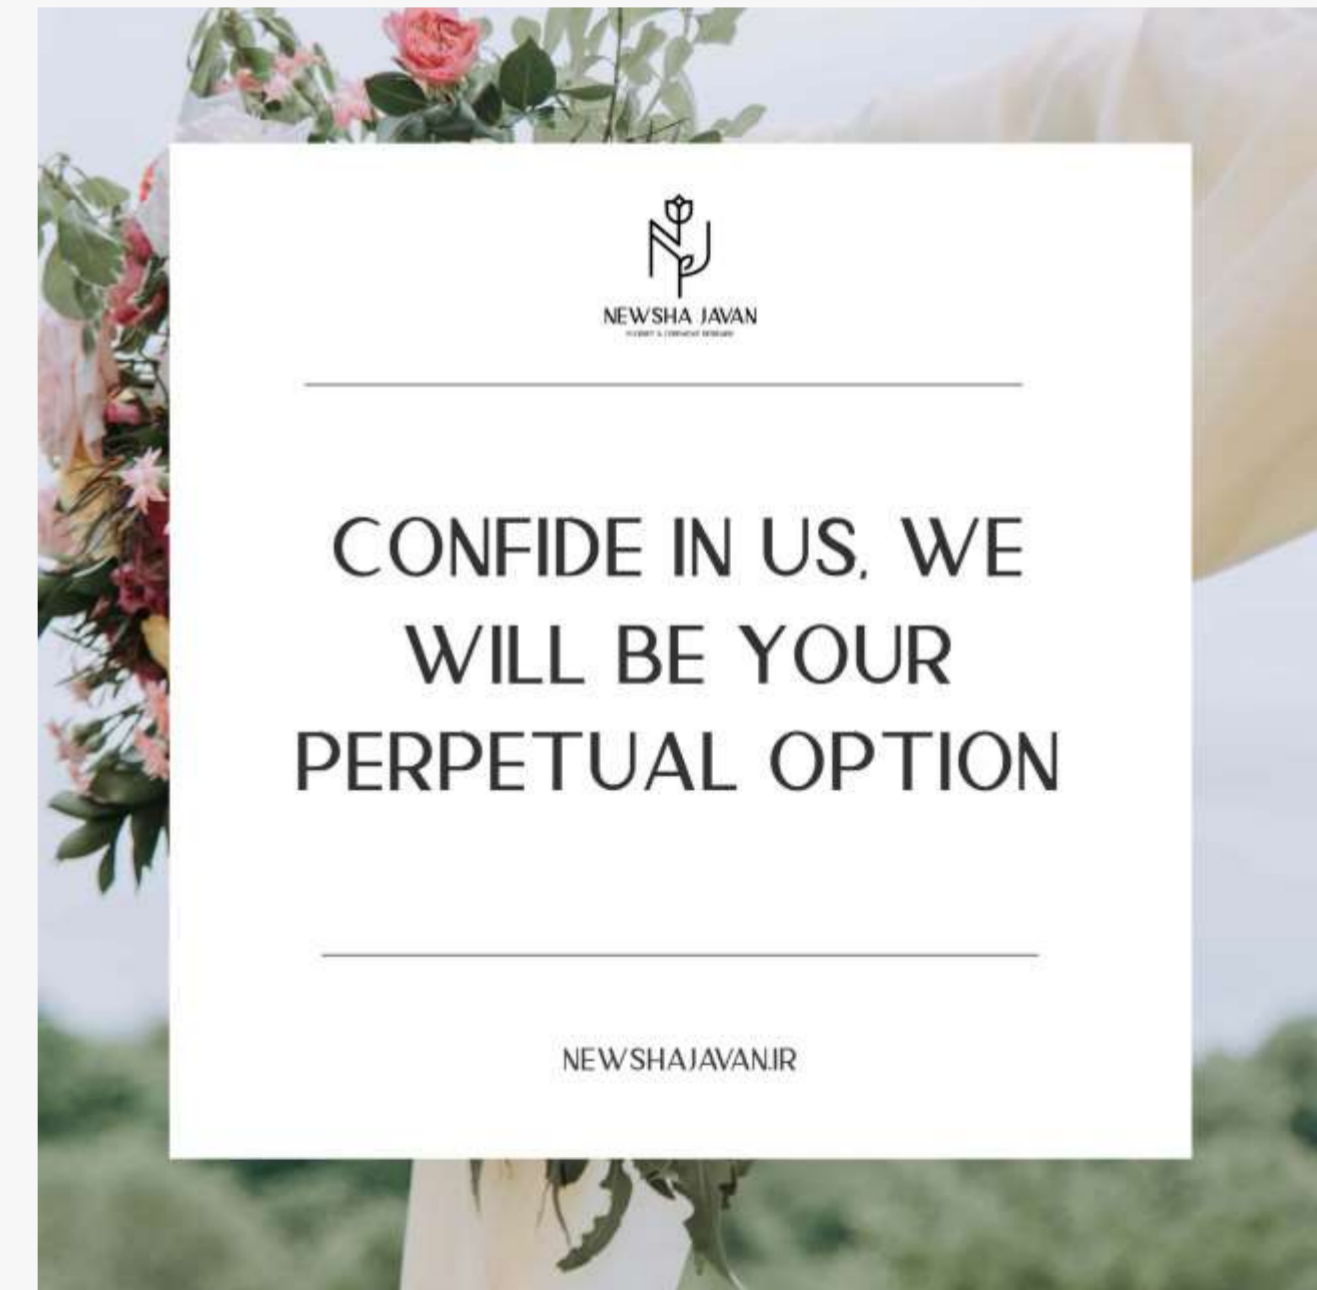 NEWSHA JAVAN
CONFIDE IN US, WE
WILL BE YOUR
PERPETUAL OPTION
NEWSHAJAVAN.IR